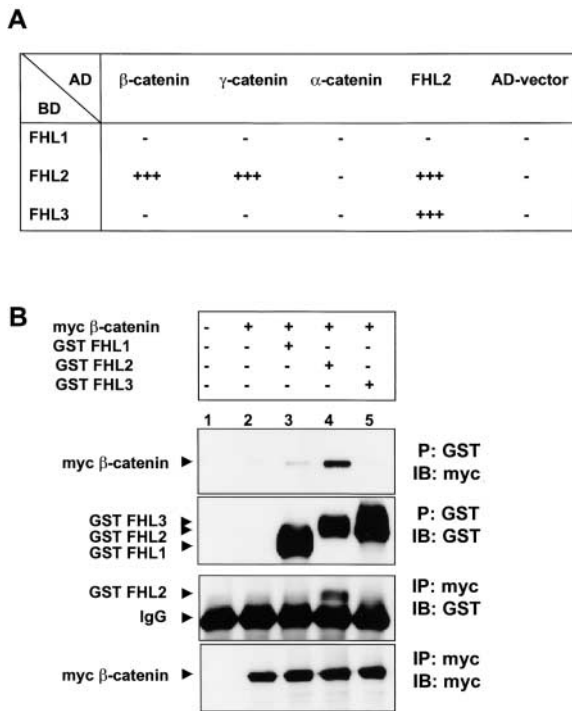 A
AD β-catenin γ-catenin α-catenin FHL2 AD-vector
BD
FHL1 - - - - -
FHL2 +++ +++ - +++ -
FHL3 - - - +++ -
B
myc β-catenin - + + + +
GST FHL1 - - + - -
GST FHL2 - - - + -
GST FHL3 - - - - +
1 2 3 4 5
myc β-catenin P: GST
IB: myc
GST FHL3 P: GST
GST FHL2 IB: GST
GST FHL1
GST FHL2 IP: myc
IgG IB: GST
myc β-catenin IP: myc
IB: myc